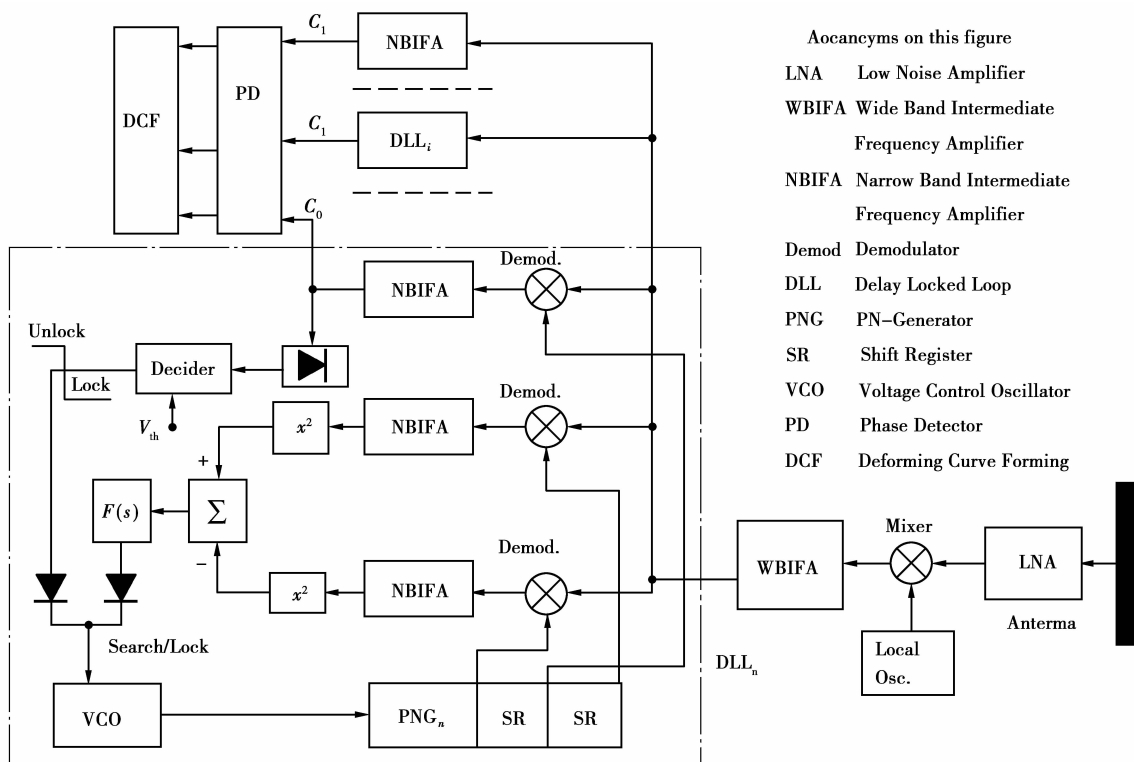 C₁
NBIFA
DCF
PD
C₁
DLLᵢ
C₀
Demod.
NBIFA
Unlock
Lock
Decider
Vₜₕ
Demod.
x²
NBIFA
+
F(s)
Σ
−
Demod.
x²
NBIFA
Search/Lock
VCO
PNGₙ
SR
SR
DLLₙ
WBIFA
Mixer
LNA
Anterma
Local
Osc.
Aocancyms on this figure
LNA Low Noise Amplifier
WBIFA Wide Band Intermediate
Frequency Amplifier
NBIFA Narrow Band Intermediate
Frequency Amplifier
Demod Demodulator
DLL Delay Locked Loop
PNG PN-Generator
SR Shift Register
VCO Voltage Control Oscillator
PD Phase Detector
DCF Deforming Curve Forming